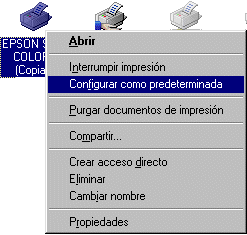 EPSON S
COLOR
(Copia
Abrir
Interrumpir impresión
Configurar como predeterminada
Purgar documentos de impresión
Compartir...
Crear acceso directo
Eliminar
Cambiar nombre
Propiedades